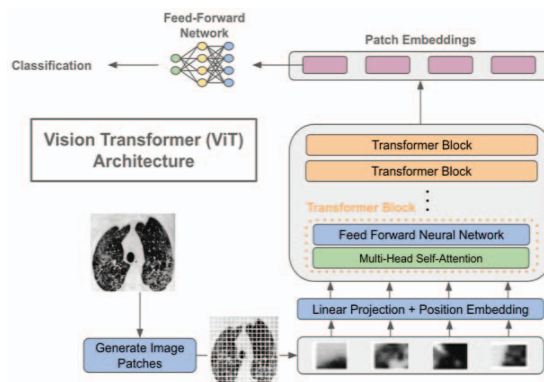 Feed-Forward
Network
Patch Embeddings
Classification
Vision Transformer (ViT)
Architecture
Transformer Block
Transformer Block
Transformer Block
Feed Forward Neural Network
Multi-Head Self-Attention
Linear Projection + Position Embedding
Generate Image
Patches